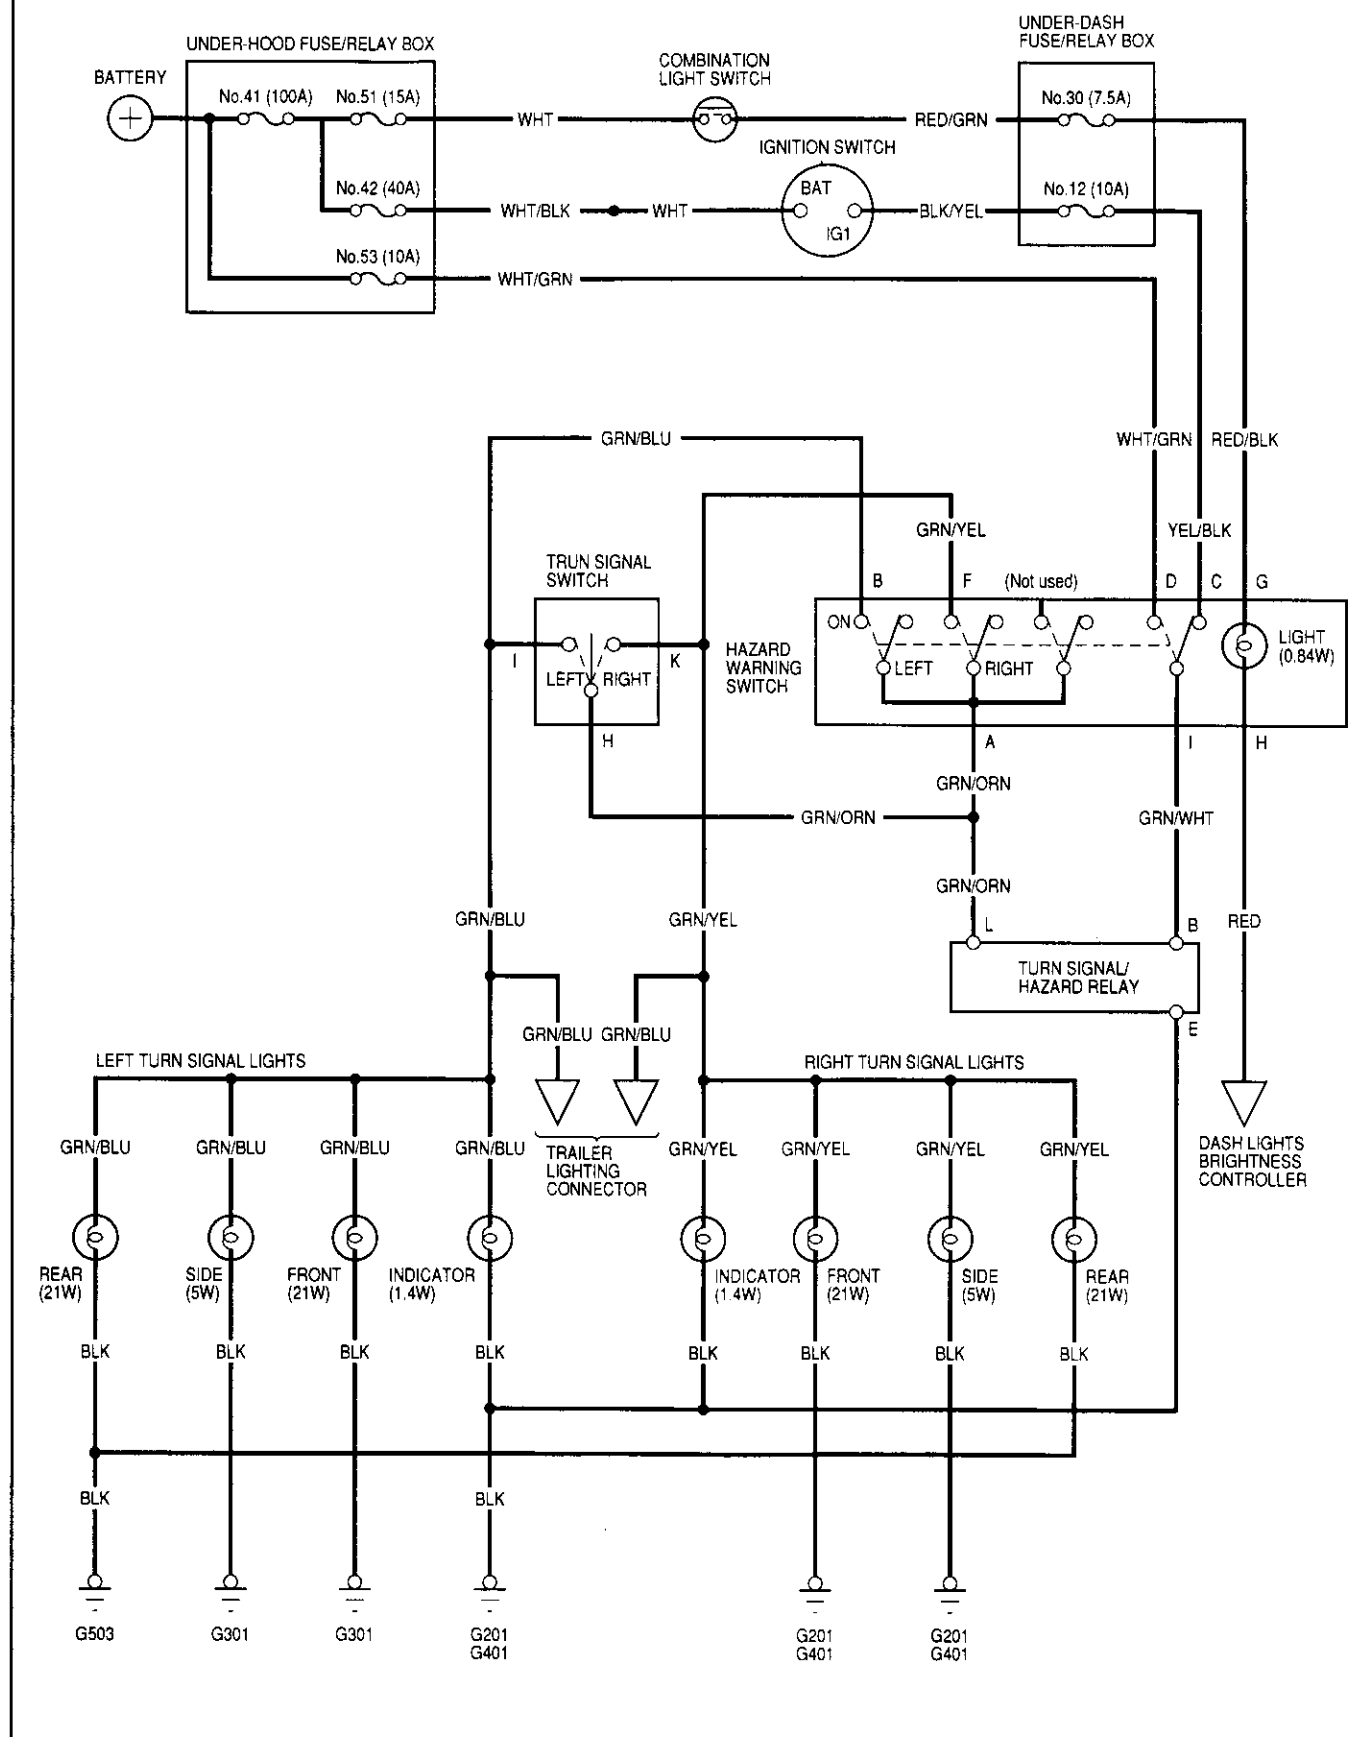 UNDER-DASH
FUSE/RELAY BOX
UNDER-HOOD FUSE/RELAY BOX
COMBINATION
LIGHT SWITCH
BATTERY
No.41 (100A)
No.51 (15A)
No.30 (7.5A)
WHT
RED/GRN
IGNITION SWITCH
No.42 (40A)
BAT
No.12 (10A)
WHT/BLK
WHT
BLK/YEL
IG1
No.53 (10A)
WHT/GRN
GRN/BLU
WHT/GRN
RED/BLK
GRN/YEL
YEL/BLK
TRUN SIGNAL
SWITCH
B
F
(Not used)
D
C
G
ON
LIGHT
(0.84W)
HAZARD
WARNING
SWITCH
I
K
LEFT
RIGHT
LEFT
RIGHT
H
A
I
H
GRN/ORN
GRN/ORN
GRN/WHT
GRN/ORN
GRN/BLU
GRN/YEL
L
B
RED
TURN SIGNAL/
HAZARD RELAY
E
GRN/BLU
GRN/BLU
LEFT TURN SIGNAL LIGHTS
RIGHT TURN SIGNAL LIGHTS
GRN/BLU
GRN/BLU
GRN/BLU
GRN/BLU
TRAILER
LIGHTING
CONNECTOR
GRN/YEL
GRN/YEL
GRN/YEL
GRN/YEL
DASH LIGHTS
BRIGHTNESS
CONTROLLER
REAR
(21W)
SIDE
(5W)
FRONT
(21W)
INDICATOR
(1.4W)
INDICATOR
(1.4W)
FRONT
(21W)
SIDE
(5W)
REAR
(21W)
BLK
BLK
BLK
BLK
BLK
BLK
BLK
BLK
BLK
BLK
G503
G301
G301
G201
G401
G201
G401
G201
G401